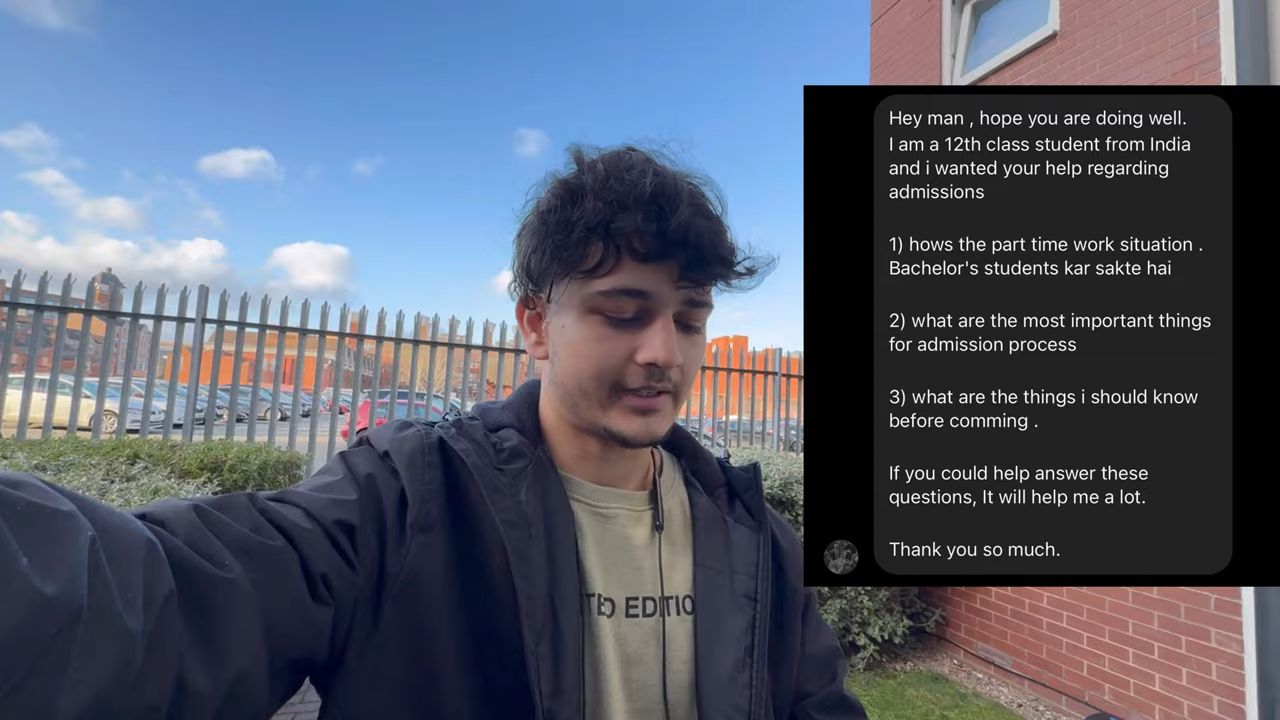 Hey man , hope you are doing well.
I am a 12th class student from India
and i wanted your help regarding
admissions
1) hows the part time work situation .
Bachelor's students kar sakte hai
2) what are the most important things
for admission process
3) what are the things i should know
before comming .
If you could help answer these
questions, It will help me a lot.
Thank you so much.
TED EDITIO